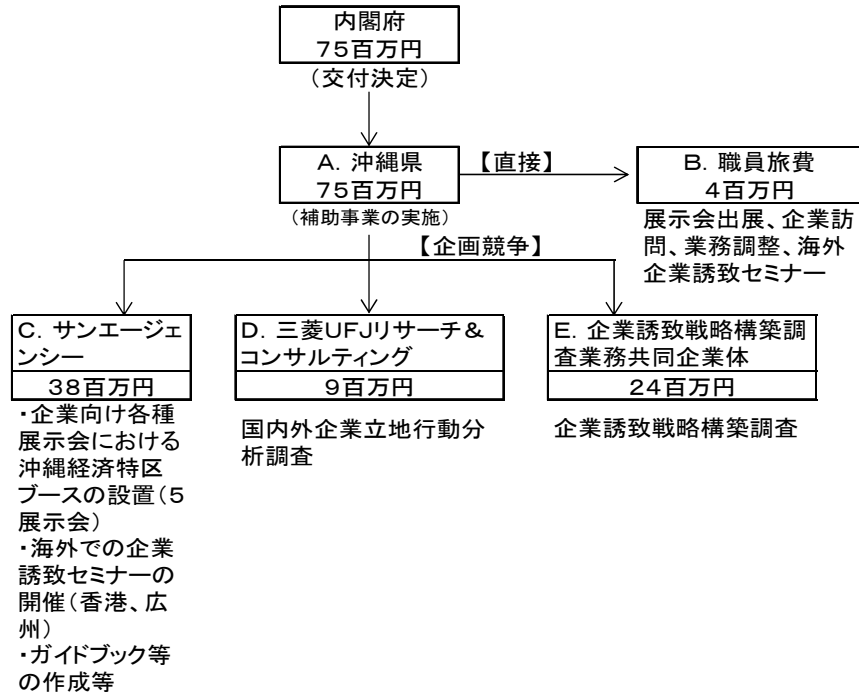 内閣府
75百万円
(交付決定)
A. 沖縄県
75百万円
(補助事業の実施)
【直接】
B. 職員旅費
4百万円
展示会出展、企業訪
問、業務調整、海外
企業誘致セミナー
【企画競争】
C. サンエージェ
ンシー
38百万円
・企業向け各種
展示会における
沖縄経済特区
ブースの設置(5
展示会)
・海外での企業
誘致セミナーの
開催(香港、広
州)
・ガイドブック等
の作成等
D. 三菱UFJリサーチ&
コンサルティング
9百万円
国内外企業立地行動分
析調査
E. 企業誘致戦略構築調
査業務共同企業体
24百万円
企業誘致戦略構築調査